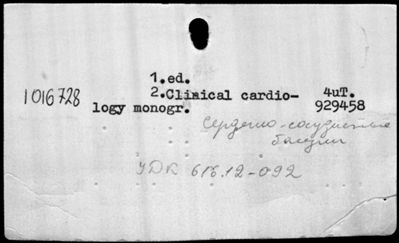 1.ed.
1016728 2.Clinical cardio- 4uT.
logy monogr. 929458
Сердечно-сосудистые
болезни
УДК 616.12-092